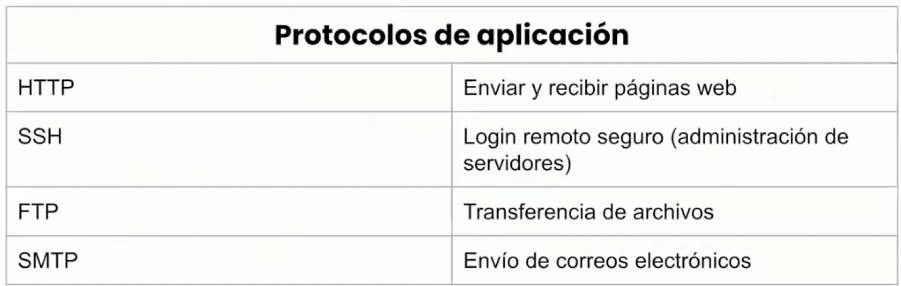 Protocolos de aplicación
HTTP
Enviar y recibir páginas web
SSH
Login remoto seguro (administración de
servidores)
FTP
Transferencia de archivos
SMTP
Envío de correos electrónicos